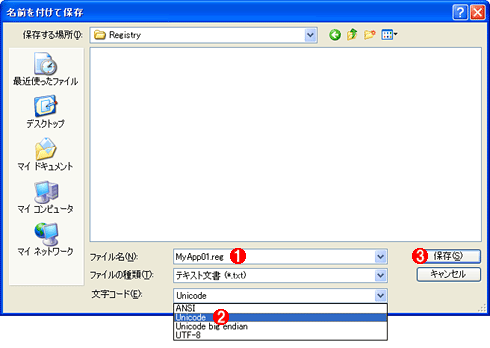 名前を付けて保存
保存する場所(I): Registry
最近使ったファイル
デスクトップ
マイ ドキュメント
マイ コンピュータ
マイ ネットワーク
ファイル名(N): MyApp01.reg 1 3 保存(S)
ファイルの種類(T): テキスト文書 (*.txt) キャンセル
文字コード(E): Unicode
ANSI
Unicode 2
Unicode big endian
UTF-8